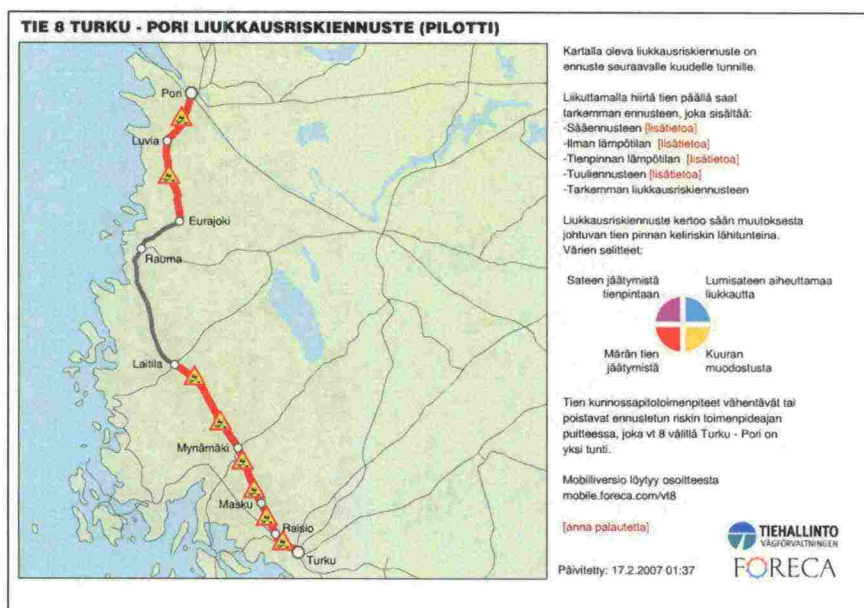 TIE 8 TURKU - PORI LIUKKAUSRISKIENNUSTE (PILOTTI)
Pori
Luvia
Eurajoki
Rauma
Laitila
Mynämäki
Masku
Raisio
Turku
Kartalla oleva liukkausriskiennuste on
ennuste seuraavalle kuudelle tunnille.
Liikuttamalla hiirtä tien päällä saat
tarkemman ennusteen, joka sisältää:
-Sääennusteen [lisätietoa]
-Ilman lämpötilan [lisätietoa]
-Tienpinnan lämpötilan [lisätietoa]
-Tuuliennusteen [lisätietoa]
-Tarkemman liukkausriskiennusteen
Liukkausriskiennuste kertoo sään muutoksesta
johtuvan tien pinnan keliriskin lähitunteina.
Värien selitteet:
Sateen jäätymistä
tienpintaan
Lumisateen aiheuttamaa
liukkautta
Märän tien
jäätymistä
Kuuran
muodostusta
Tien kunnossapitotoimenpiteet vähentävät tai
poistavat ennustetun riskin toimenpideajan
puitteessa, joka vt 8 välillä Turku - Pori on
yksi tunti.
Mobiiliversio löytyy osoitteesta
mobile.foreca.com/vt8
[anna palautetta]
TIEHALLINTO
VÄGFÖRVALTNINGEN
FORECA
Päivitetty: 17.2.2007 01:37